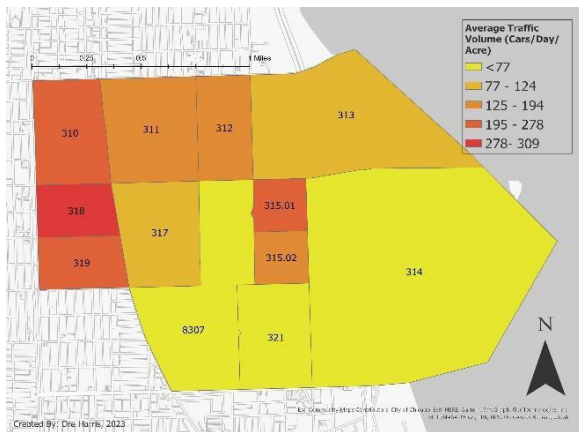 Average Traffic
Volume (Cars/Day/
Acre)
<77
77 - 124
125 - 194
195 - 278
278- 309
0 0.5 1 Miles
310
311
312
313
318
317
315.01
319
315.02
314
8307
321
N
Created By: Dre Harris, 2023